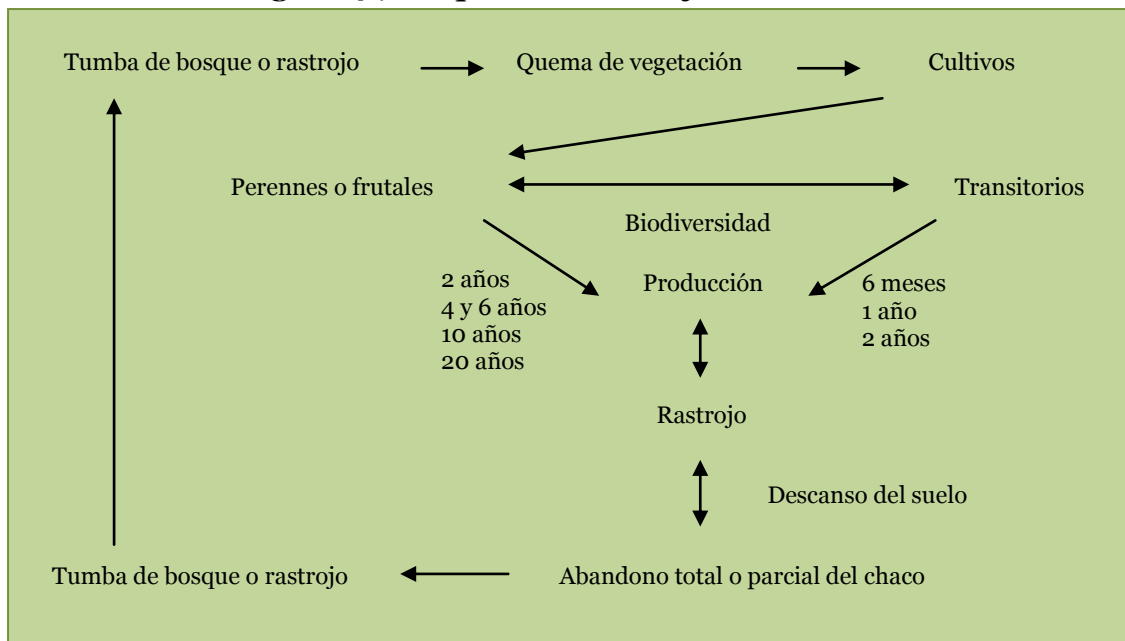 Tumba de bosque o rastrojo
Quema de vegetación
Cultivos
Perennes o frutales
Transitorios
Biodiversidad
2 años
4 y 6 años
10 años
20 años
Producción
6 meses
1 año
2 años
Rastrojo
Descanso del suelo
Tumba de bosque o rastrojo
Abandono total o parcial del chaco